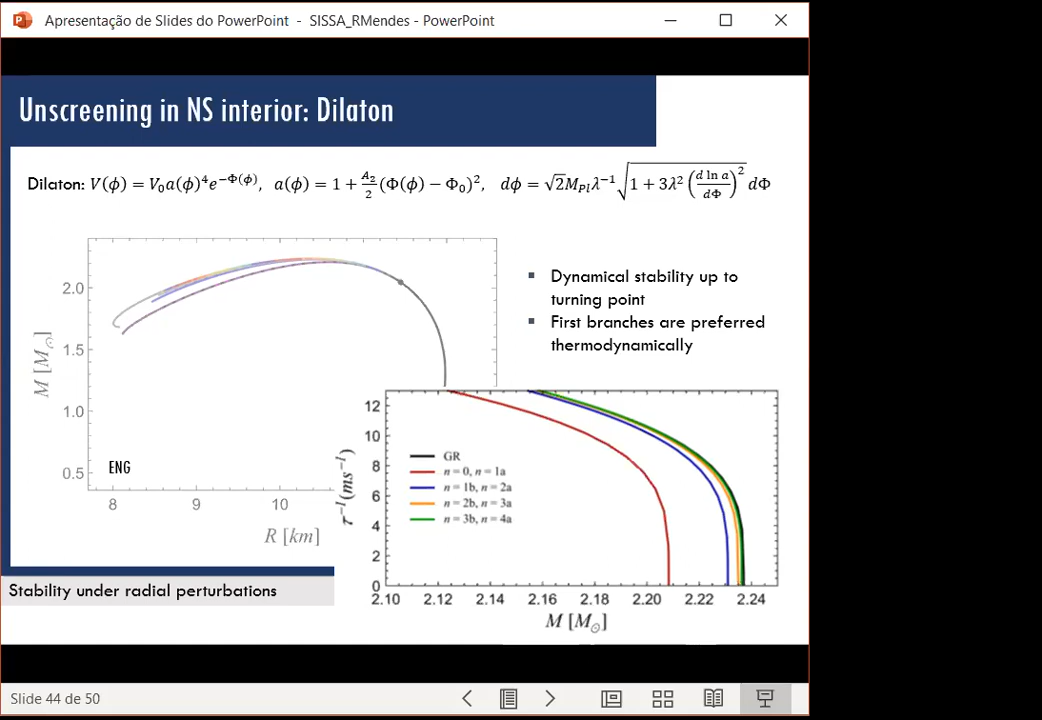 Apresentação de Slides do PowerPoint - SISSA_RMendes - PowerPoint
Unscreening in NS interior: Dilaton
Dilaton: V(ϕ) = V₀a(ϕ)⁴e^{−Φ(ϕ)}, a(ϕ) = 1 + A₂/2 (Φ(ϕ) − Φ₀)², dϕ = √2M_{Pl}λ⁻¹√(1 + 3λ²(d ln a/dΦ)²) dΦ
2.0
1.5
1.0
0.5
M [M☉]
ENG
8 9 10
R [km]
▪ Dynamical stability up to
turning point
▪ First branches are preferred
thermodynamically
12
10
8
6
4
2
0
τ⁻¹(ms⁻¹)
GR
n = 0, n = 1a
n = 1b, n = 2a
n = 2b, n = 3a
n = 3b, n = 4a
2.10 2.12 2.14 2.16 2.18 2.20 2.22 2.24
M [M☉]
Stability under radial perturbations
Slide 44 de 50